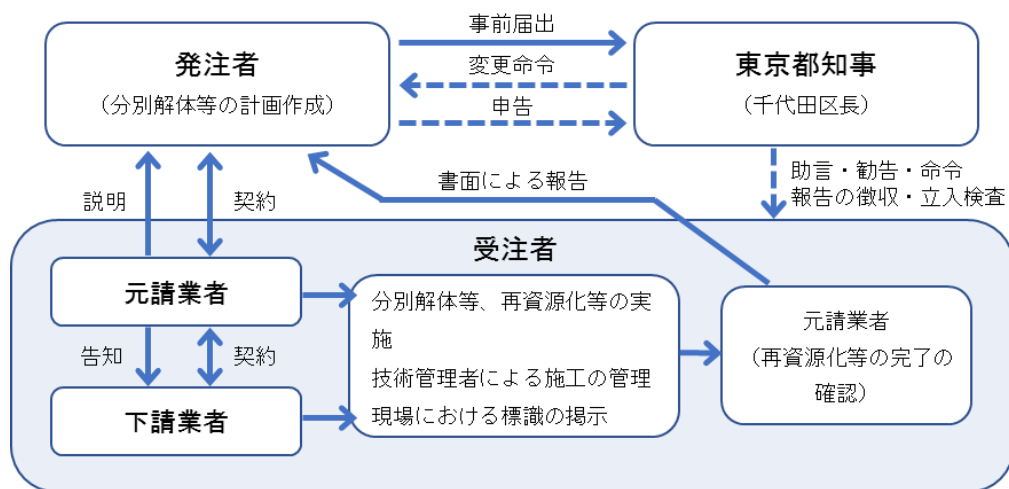 発注者
（分別解体等の計画作成）
事前届出
変更命令
申告
東京都知事
（千代田区長）
説明
契約
書面による報告
助言・勧告・命令
報告の徴収・立入検査
受注者
元請業者
告知
契約
下請業者
分別解体等、再資源化等の実
施
技術管理者による施工の管理
現場における標識の掲示
元請業者
（再資源化等の完了の
確認）